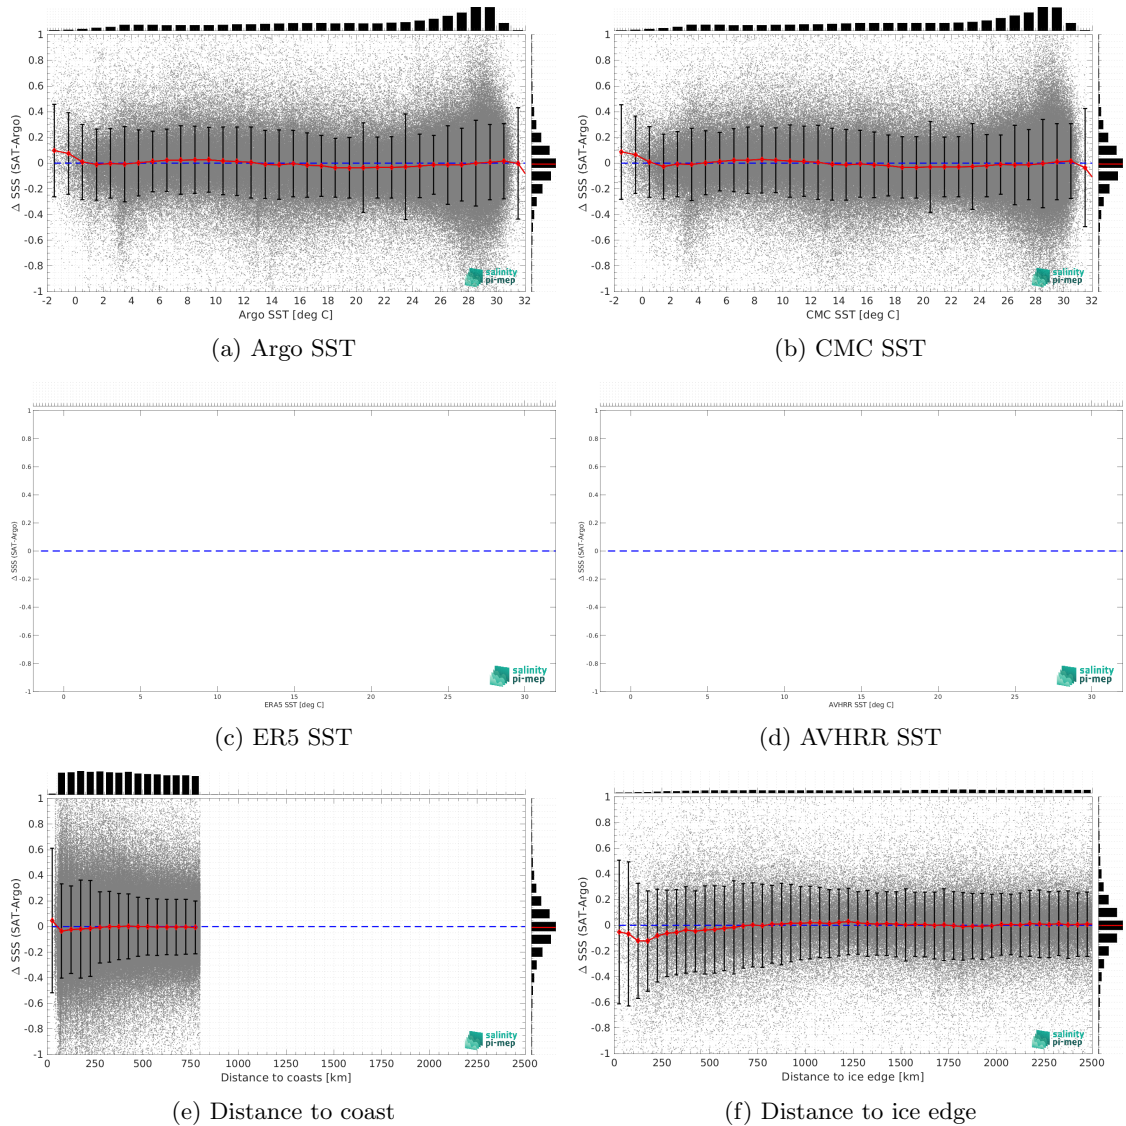 1
0.8
0.6
0.4
0.2
0
-0.2
-0.4
-0.6
-0.8
-1
Δ SSS (SAT-Argo)
-2 0 2 4 6 8 10 12 14 16 18 20 22 24 26 28 30 32
Argo SST [deg C]
salinity
pi-mep
(a) Argo SST
1
0.8
0.6
0.4
0.2
0
-0.2
-0.4
-0.6
-0.8
-1
Δ SSS (SAT-Argo)
-2 0 2 4 6 8 10 12 14 16 18 20 22 24 26 28 30 32
CMC SST [deg C]
salinity
pi-mep
(b) CMC SST
1
0.8
0.6
0.4
0.2
0
-0.2
-0.4
-0.6
-0.8
-1
Δ SSS (SAT-Argo)
0 5 10 15 20 25 30
ERA5 SST [deg C]
salinity
pi-mep
(c) ER5 SST
1
0.8
0.6
0.4
0.2
0
-0.2
-0.4
-0.6
-0.8
-1
Δ SSS (SAT-Argo)
0 5 10 15 20 25 30
AVHRR SST [deg C]
salinity
pi-mep
(d) AVHRR SST
1
0.8
0.6
0.4
0.2
0
-0.2
-0.4
-0.6
-0.8
-1
Δ SSS (SAT-Argo)
0 250 500 750 1000 1250 1500 1750 2000 2250 2500
Distance to coasts [km]
salinity
pi-mep
(e) Distance to coast
1
0.8
0.6
0.4
0.2
0
-0.2
-0.4
-0.6
-0.8
-1
Δ SSS (SAT-Argo)
0 250 500 750 1000 1250 1500 1750 2000 2250 2500
Distance to ice edge [km]
salinity
pi-mep
(f) Distance to ice edge